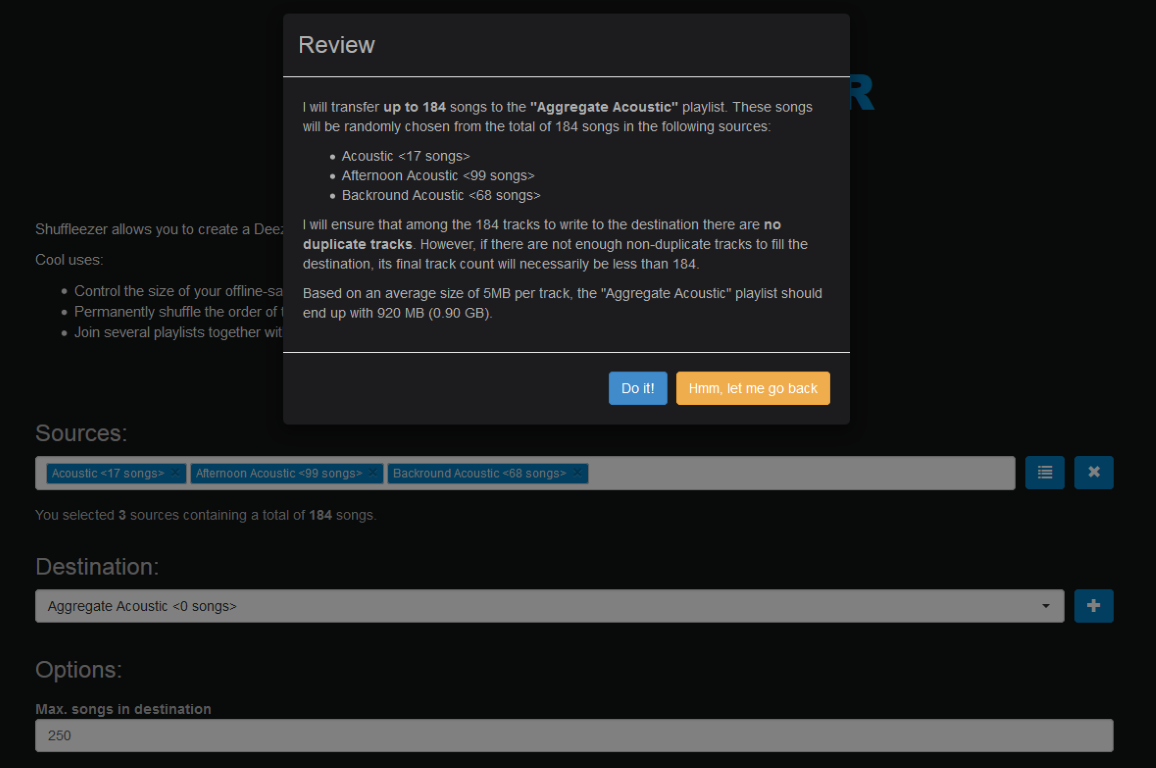 Review
R
I will transfer up to 184 songs to the "Aggregate Acoustic" playlist. These songs
will be randomly chosen from the total of 184 songs in the following sources:
Acoustic <17 songs>
Afternoon Acoustic <99 songs>
Backround Acoustic <68 songs>
I will ensure that among the 184 tracks to write to the destination there are no
duplicate tracks. However, if there are not enough non-duplicate tracks to fill the
destination, its final track count will necessarily be less than 184.
Based on an average size of 5MB per track, the "Aggregate Acoustic" playlist should
end up with 920 MB (0.90 GB).
Do it! Hmm, let me go back
Shuffleezer allows you to create a Deez
Cool uses:
Control the size of your offline-sa
Permanently shuffle the order of
Join several playlists together wit
Sources:
Acoustic <17 songs> × Afternoon Acoustic <99 songs> × Backround Acoustic <68 songs> ×
You selected 3 sources containing a total of 184 songs.
Destination:
Aggregate Acoustic <0 songs>
Options:
Max. songs in destination
250